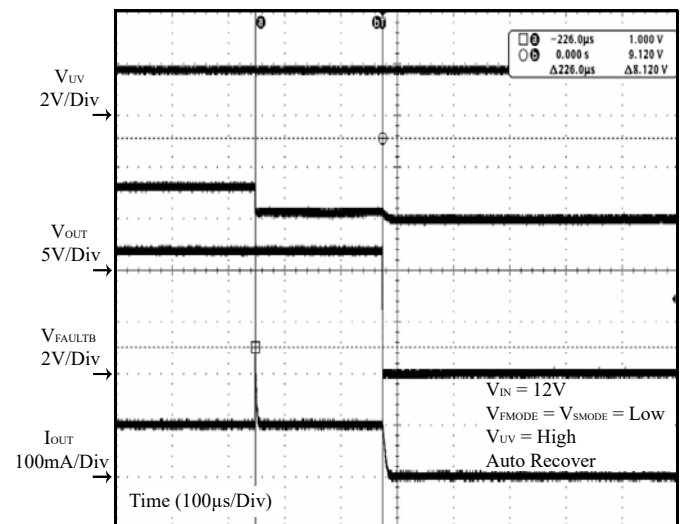 a
b
a −226.0μs 1.000 V
b 0.000 s 9.120 V
Δ226.0μs Δ8.120 V
VUV
2V/Div
VOUT
5V/Div
VFAULTB
2V/Div
IOUT
100mA/Div
VIN = 12V
VFMODE = VSMODE = Low
VUV = High
Auto Recover
Time (100μs/Div)